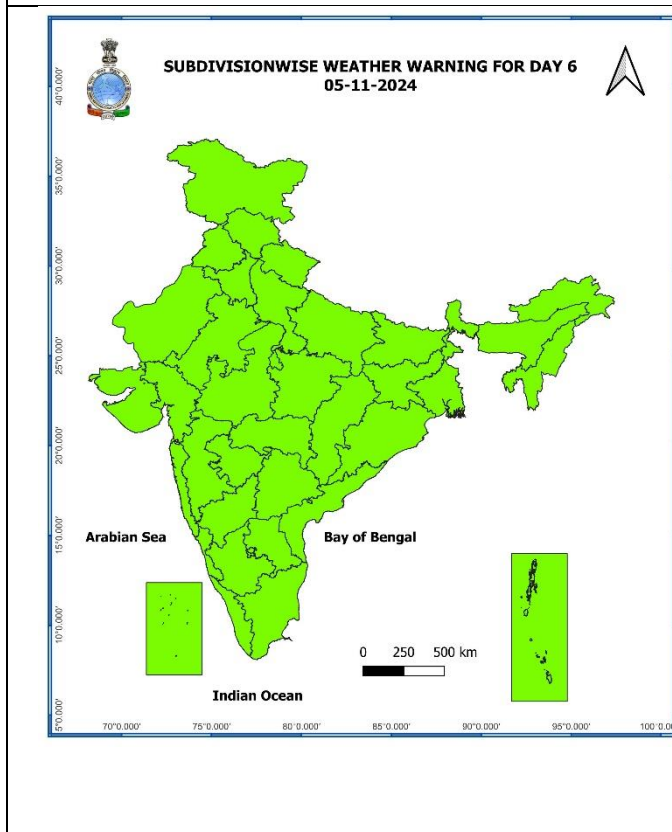 SUBDIVISIONWISE WEATHER WARNING FOR DAY 6
05-11-2024
40°0.000'
35°0.000'
30°0.000'
25°0.000'
20°0.000'
15°0.000'
10°0.000'
5°0.000'
Arabian Sea
Bay of Bengal
0 250 500 km
Indian Ocean
70°0.000' 75°0.000' 80°0.000' 85°0.000' 90°0.000' 95°0.000'